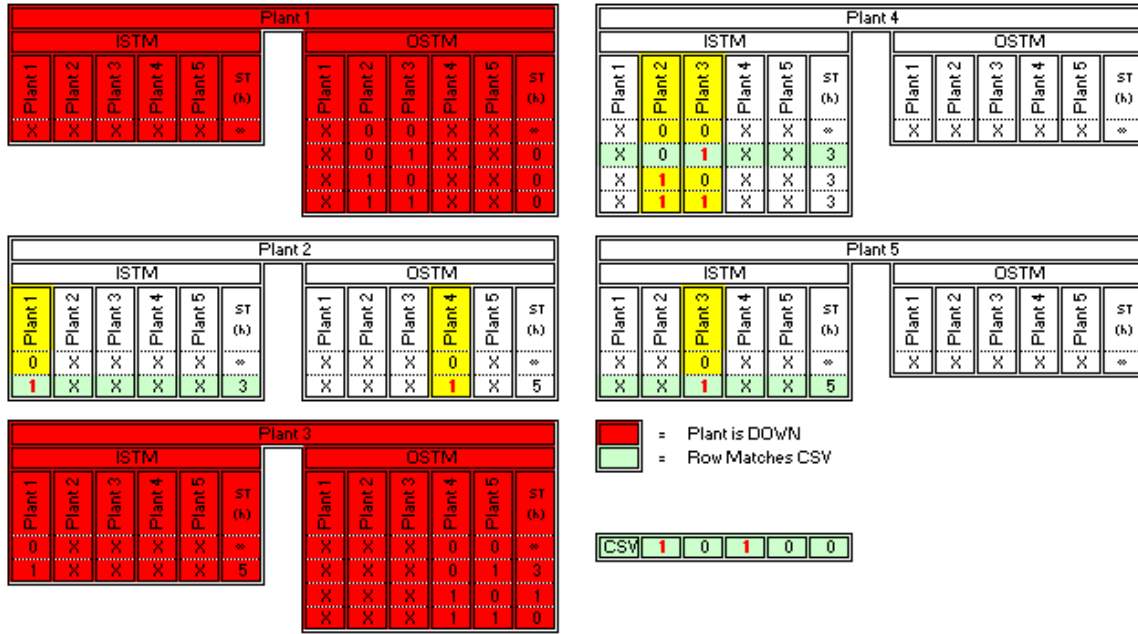 Plant 1
ISTM OSTM
Plant 1 Plant 2 Plant 3 Plant 4 Plant 5 ST (h) Plant 1 Plant 2 Plant 3 Plant 4 Plant 5 ST (h)
X X X X X ∞ X 0 0 X X ∞
X 0 1 X X 0
X 1 0 X X 0
X 1 1 X X 0
Plant 2
ISTM OSTM
Plant 1 Plant 2 Plant 3 Plant 4 Plant 5 ST (h) Plant 1 Plant 2 Plant 3 Plant 4 Plant 5 ST (h)
0 X X X X ∞ X X X 0 X ∞
1 X X X X 3 X X X 1 X 5
Plant 3
ISTM OSTM
Plant 1 Plant 2 Plant 3 Plant 4 Plant 5 ST (h) Plant 1 Plant 2 Plant 3 Plant 4 Plant 5 ST (h)
0 X X X X ∞ X X X 0 0 ∞
1 X X X X 5 X X X 0 1 3
X X X 1 0 1
X X X 1 1 0
Plant 4
ISTM OSTM
Plant 1 Plant 2 Plant 3 Plant 4 Plant 5 ST (h) Plant 1 Plant 2 Plant 3 Plant 4 Plant 5 ST (h)
X 0 0 X X ∞ X X X X X ∞
X 0 1 X X 3
X 1 0 X X 3
X 1 1 X X 3
Plant 5
ISTM OSTM
Plant 1 Plant 2 Plant 3 Plant 4 Plant 5 ST (h) Plant 1 Plant 2 Plant 3 Plant 4 Plant 5 ST (h)
X X 0 X X ∞ X X X X X ∞
X X 1 X X 5
= Plant is DOWN
= Row Matches CSV
CSV 1 0 1 0 0